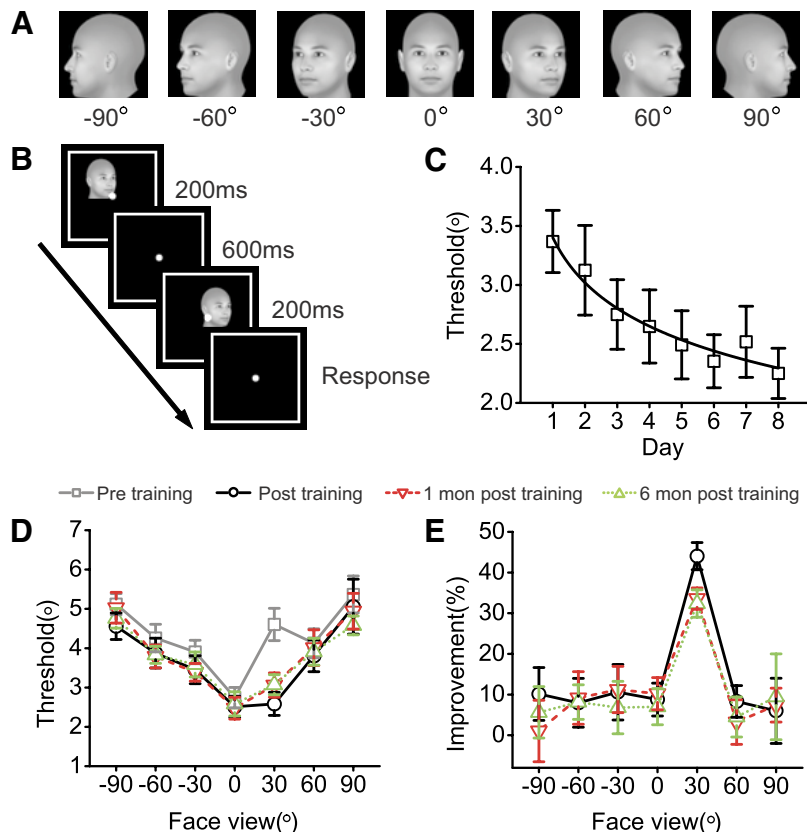 A
-90° -60° -30° 0° 30° 60° 90°
B
200ms
600ms
200ms
Response
C
Threshold(o)
4.0
3.5
3.0
2.5
2.0
1 2 3 4 5 6 7 8
Day
Pre training Post training 1 mon post training 6 mon post training
D
Threshold(o)
7
6
5
4
3
2
1
-90 -60 -30 0 30 60 90
Face view(o)
E
Improvement(%)
50
40
30
20
10
0
-90 -60 -30 0 30 60 90
Face view(o)